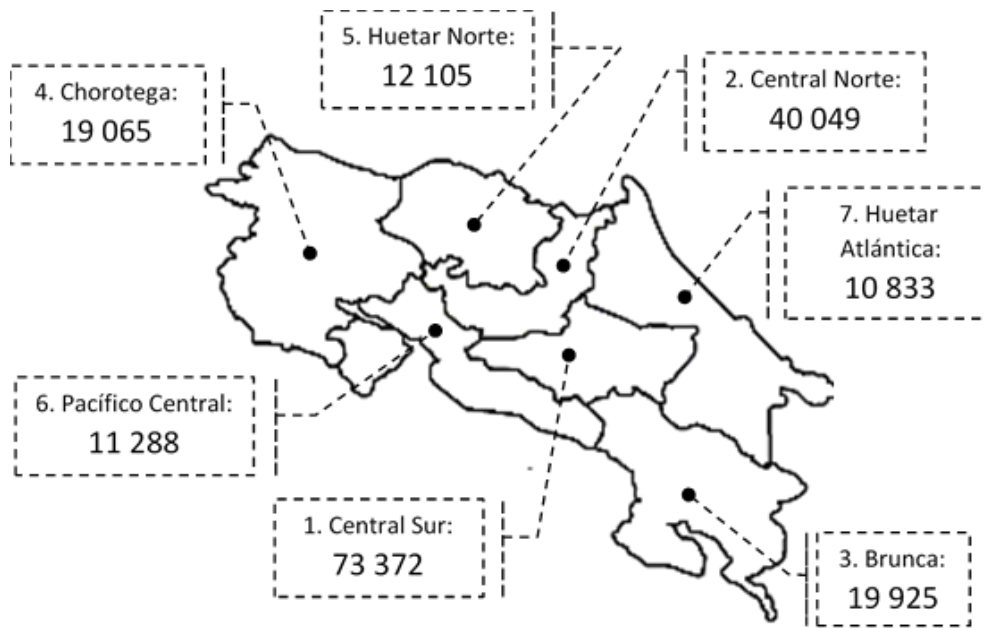 5. Huetar Norte:
12 105
2. Central Norte:
40 049
4. Chorotega:
19 065
7. Huetar
Atlántica:
10 833
6. Pacífico Central:
11 288
1. Central Sur:
73 372
3. Brunca:
19 925